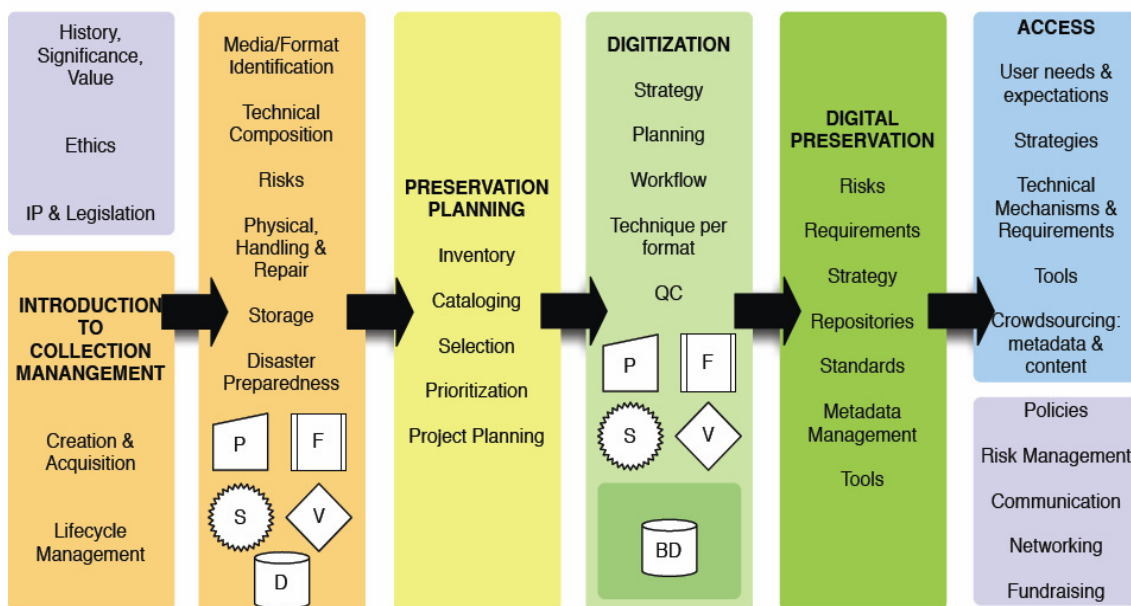 History,
Significance,
Value
Ethics
IP & Legislation
INTRODUCTION
TO
COLLECTION
MANANGEMENT
Creation &
Acquisition
Lifecycle
Management
Media/Format
Identification
Technical
Composition
Risks
Physical,
Handling &
Repair
Storage
Disaster
Preparedness
P
F
S
V
D
PRESERVATION
PLANNING
Inventory
Cataloging
Selection
Prioritization
Project Planning
DIGITIZATION
Strategy
Planning
Workflow
Technique per
format
QC
P
F
S
V
BD
DIGITAL
PRESERVATION
Risks
Requirements
Strategy
Repositories
Standards
Metadata
Management
Tools
ACCESS
User needs &
expectations
Strategies
Technical
Mechanisms &
Requirements
Tools
Crowdsourcing:
metadata &
content
Policies
Risk Management
Communication
Networking
Fundraising